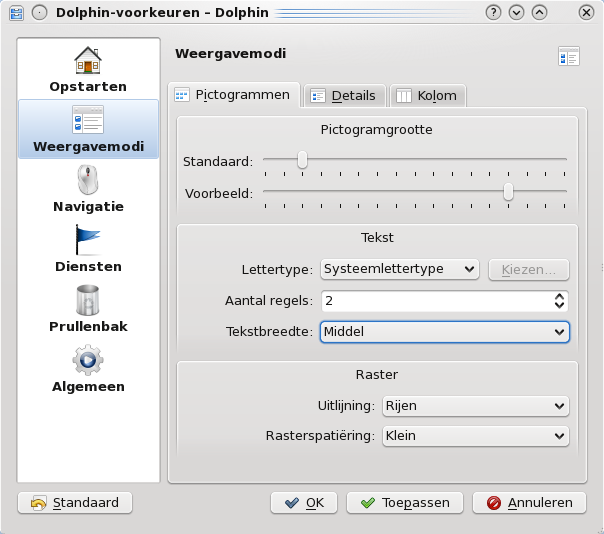 Dolphin-voorkeuren – Dolphin
Opstarten
Weergavemodi
Navigatie
Diensten
Prullenbak
Algemeen
Weergavemodi
Pictogrammen Details Kolom
Pictogramgrootte
Standaard:
Voorbeeld:
Tekst
Lettertype: Systeemlettertype Kiezen...
Aantal regels: 2
Tekstbreedte: Middel
Raster
Uitlijning: Rijen
Rasterspatiëring: Klein
Standaard OK Toepassen Annuleren